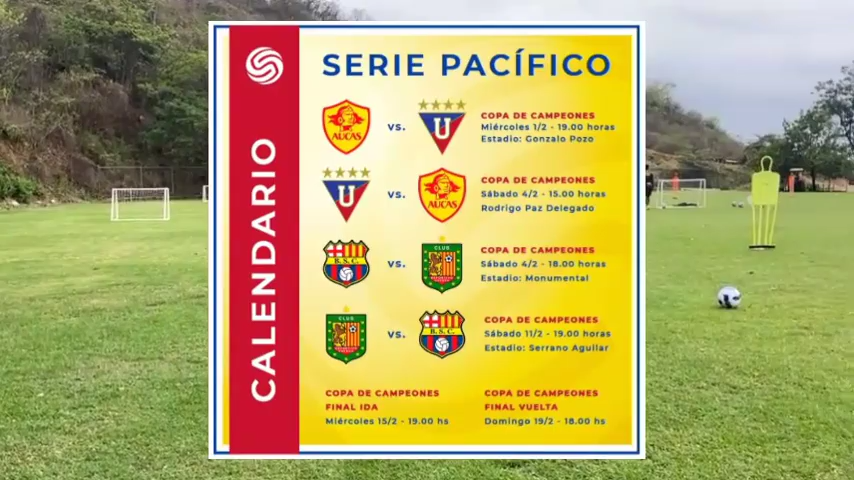 CALENDARIO
SERIE PACÍFICO
AUCAS
vs.
U
COPA DE CAMPEONES
Miércoles 1/2 - 19.00 horas
Estadio: Gonzalo Pozo
U
vs.
AUCAS
COPA DE CAMPEONES
Sábado 4/2 - 15.00 horas
Rodrigo Paz Delegado
B.S.C.
vs.
CLUB
COPA DE CAMPEONES
Sábado 4/2 - 18.00 horas
Estadio: Monumental
CLUB
vs.
B.S.C.
COPA DE CAMPEONES
Sábado 11/2 - 19.00 horas
Estadio: Serrano Aguilar
COPA DE CAMPEONES
FINAL IDA
Miércoles 15/2 - 19.00 hs
COPA DE CAMPEONES
FINAL VUELTA
Domingo 19/2 - 18.00 hs